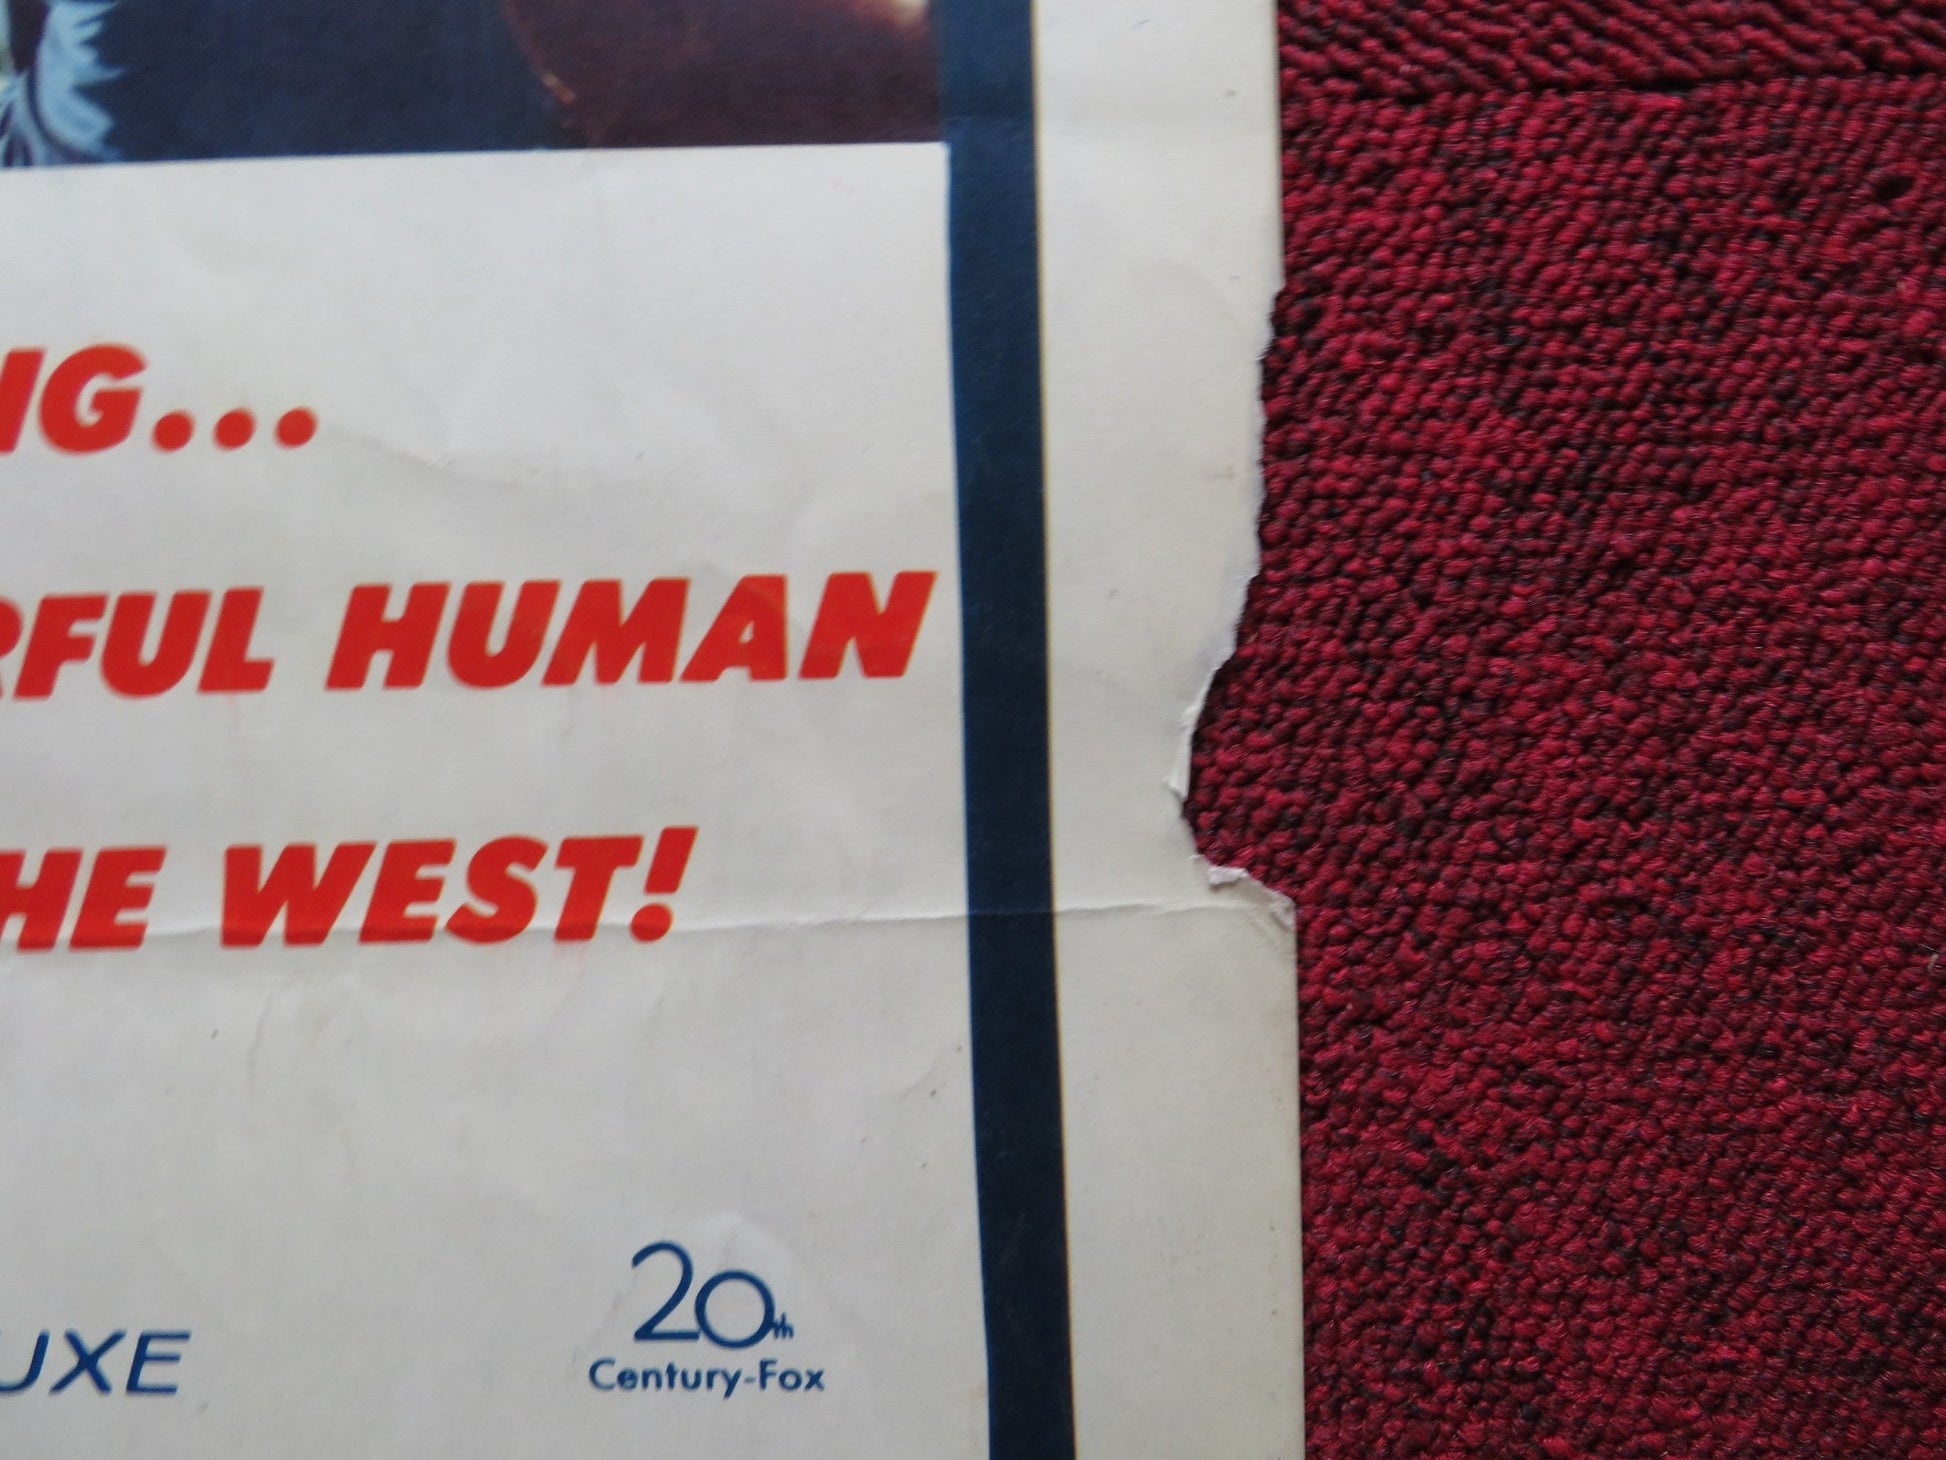 NG...
RFUL HUMAN
HE WEST!
UXE
20th
Century-Fox